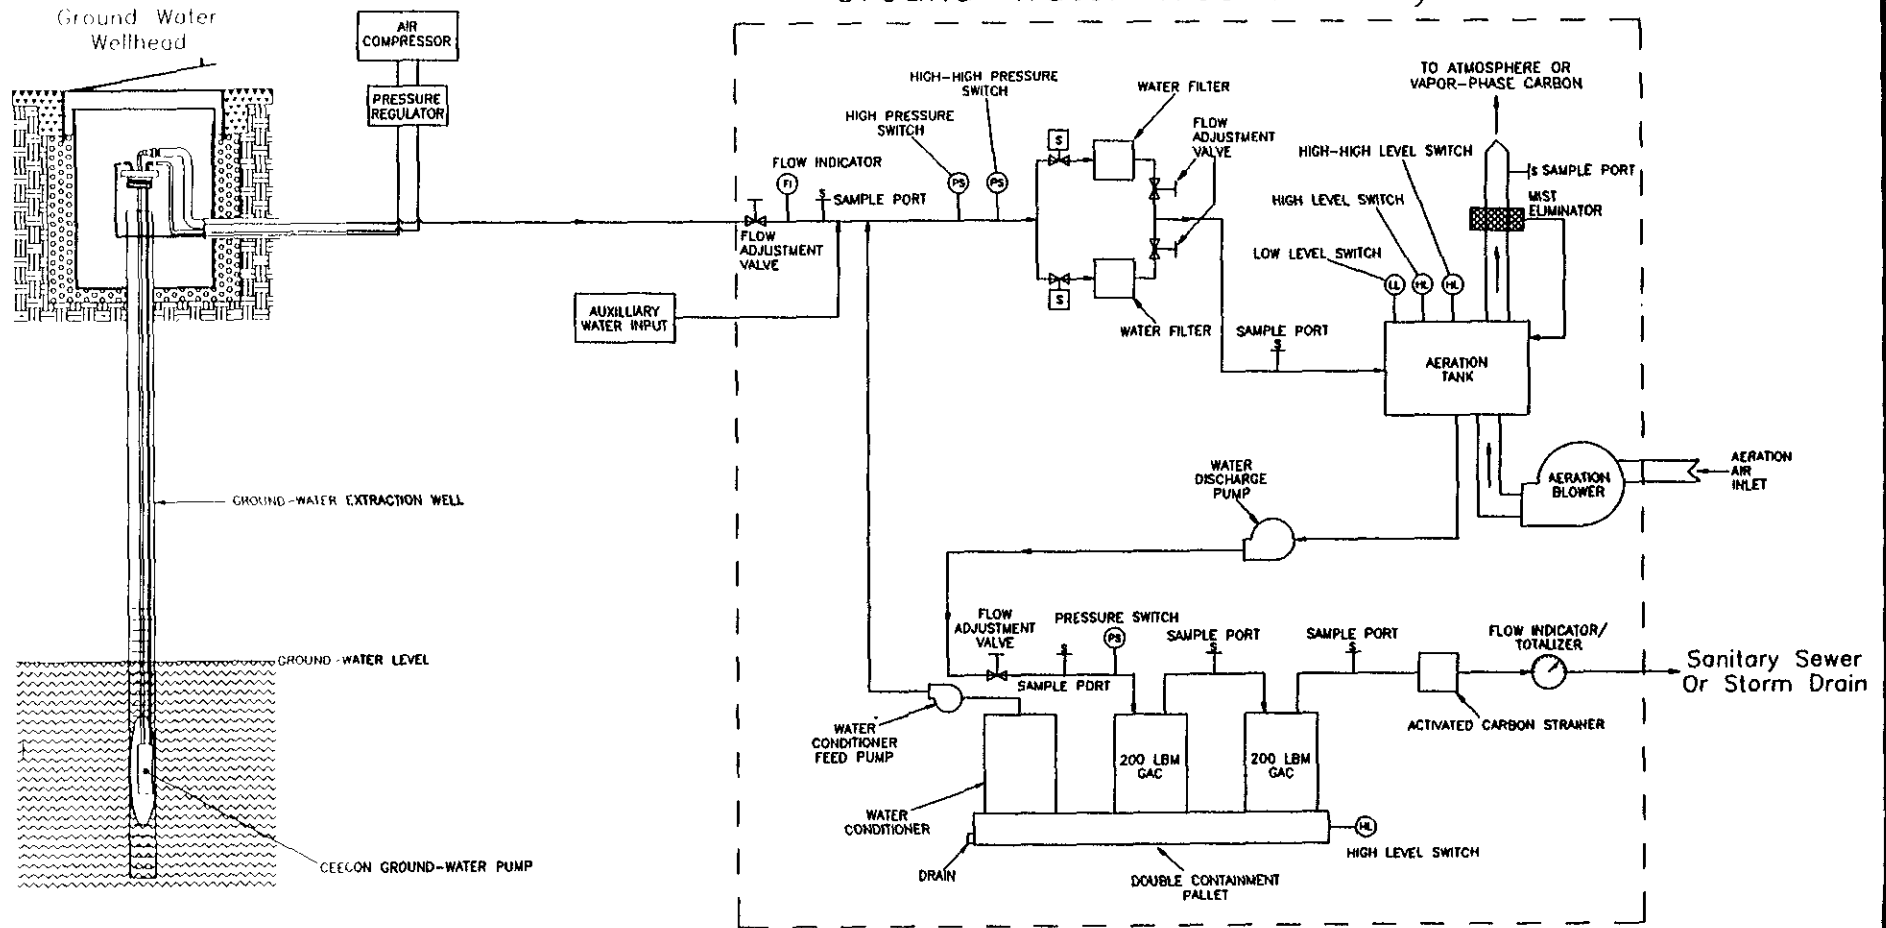 Ground Water
Wellhead
AIR
COMPRESSOR
PRESSURE
REGULATOR
HIGH-HIGH PRESSURE
SWITCH
HIGH PRESSURE
SWITCH
FLOW INDICATOR
FI
S
SAMPLE PORT
PS
PS
FLOW
ADJUSTMENT
VALVE
AUXILLIARY
WATER INPUT
WATER FILTER
S
FLOW
ADJUSTMENT
VALVE
S
WATER FILTER
TO ATMOSPHERE OR
VAPOR-PHASE CARBON
HIGH-HIGH LEVEL SWITCH
S SAMPLE PORT
MIST
ELIMINATOR
HIGH LEVEL SWITCH
LOW LEVEL SWITCH
LL
HL
HL
SAMPLE PORT
S
AERATION
TANK
AERATION
BLOWER
AERATION
AIR
INLET
WATER
DISCHARGE
PUMP
GROUND-WATER EXTRACTION WELL
GROUND-WATER LEVEL
CEECON GROUND-WATER PUMP
FLOW
ADJUSTMENT
VALVE
S
SAMPLE PORT
PRESSURE SWITCH
PS
SAMPLE PORT
S
SAMPLE PORT
S
FLOW INDICATOR/
TOTALIZER
Sanitary Sewer
Or Storm Drain
ACTIVATED CARBON STRAINER
WATER
CONDITIONER
FEED PUMP
200 LBM
GAC
200 LBM
GAC
WATER
CONDITIONER
HL
HIGH LEVEL SWITCH
DRAIN
DOUBLE CONTAINMENT
PALLET